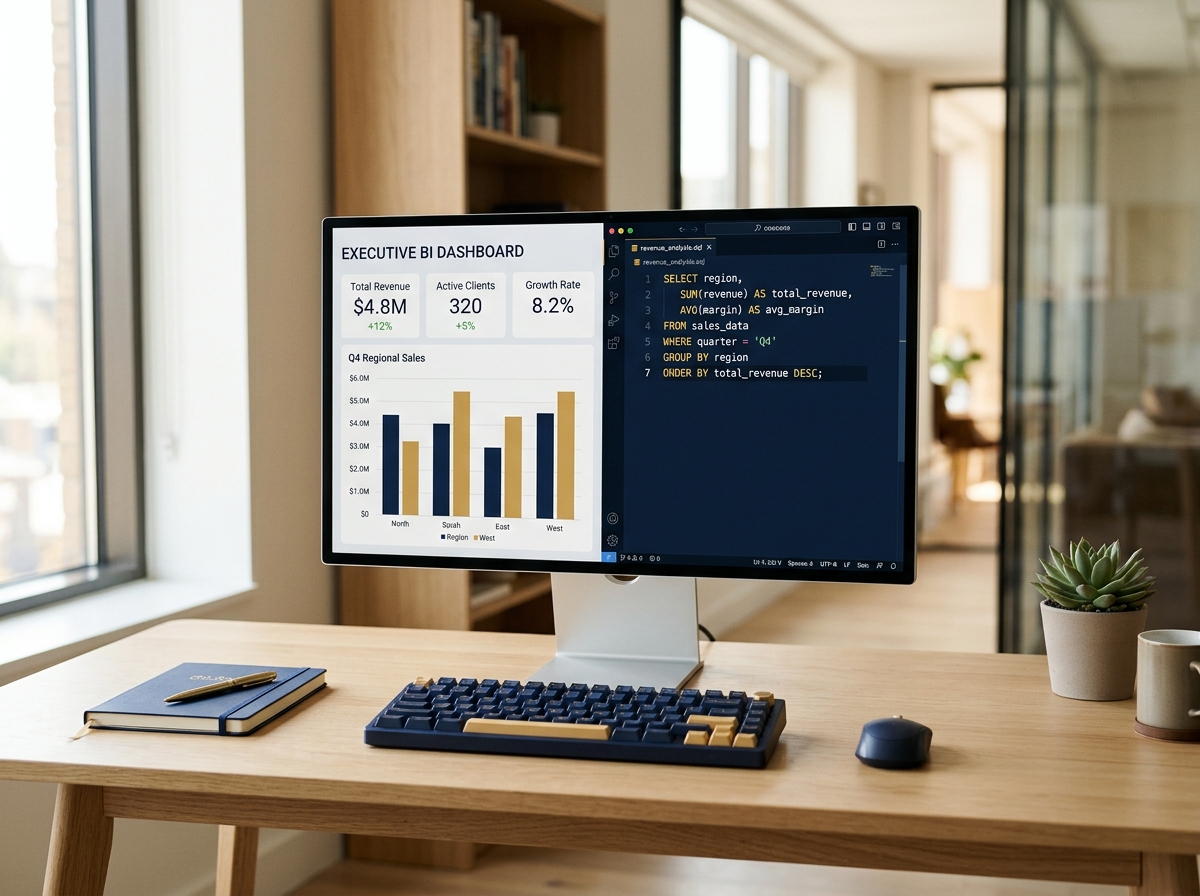 EXECUTIVE BI DASHBOARD
Total Revenue
$4.8M
+12%
Active Clients
320
+5%
Growth Rate
8.2%
Q4 Regional Sales
$6.0M
$5.0M
$4.0M
$3.0M
$2.0M
$1.0M
$0
North
East
West
Region
West
1 SELECT region,
2 SUM(revenue) AS total_revenue,
3 AVO(margin) AS avg_margin
4 FROM sales_data
5 WHERE quarter = 'Q4'
6 GROUP BY region
7 ORDER BY total_revenue DESC;
LF